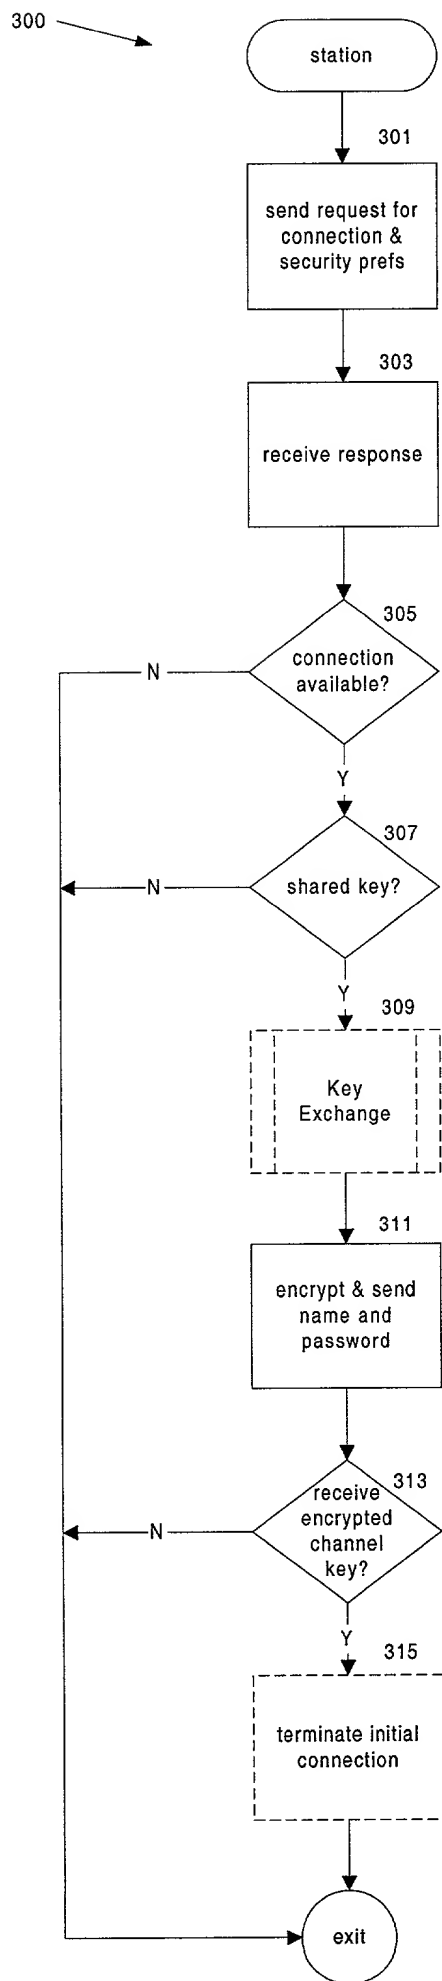 300
station
301
send request for
connection &
security prefs
303
receive response
305
connection
available?
N
Y
307
shared key?
N
Y
309
Key
Exchange
311
encrypt & send
name and
password
313
receive
encrypted
channel
key?
N
Y
315
terminate initial
connection
exit